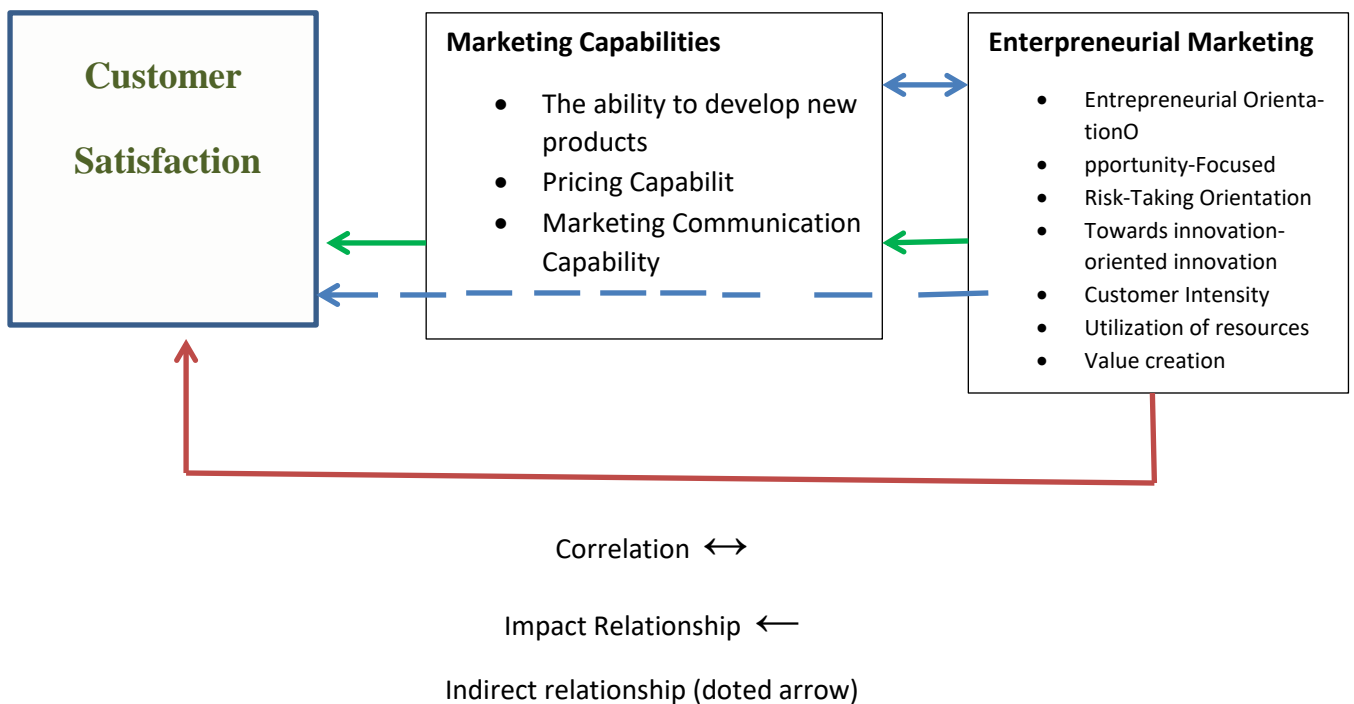 Customer
Satisfaction
Marketing Capabilities
• The ability to develop new
products
• Pricing Capabilit
• Marketing Communication
Capability
Enterpreneurial Marketing
• Entrepreneurial Orienta-
tionO
• pportunity-Focused
• Risk-Taking Orientation
• Towards innovation-
oriented innovation
• Customer Intensity
• Utilization of resources
• Value creation
Correlation ↔
Impact Relationship ←
Indirect relationship (doted arrow)